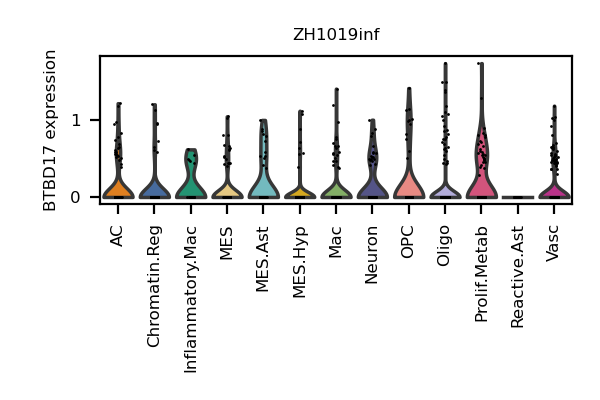 ZH1019inf
BTBD17 expression
1
0
AC
Chromatin.Reg
Inflammatory.Mac
MES
MES.Ast
MES.Hyp
Mac
Neuron
OPC
Oligo
Prolif.Metab
Reactive.Ast
Vasc